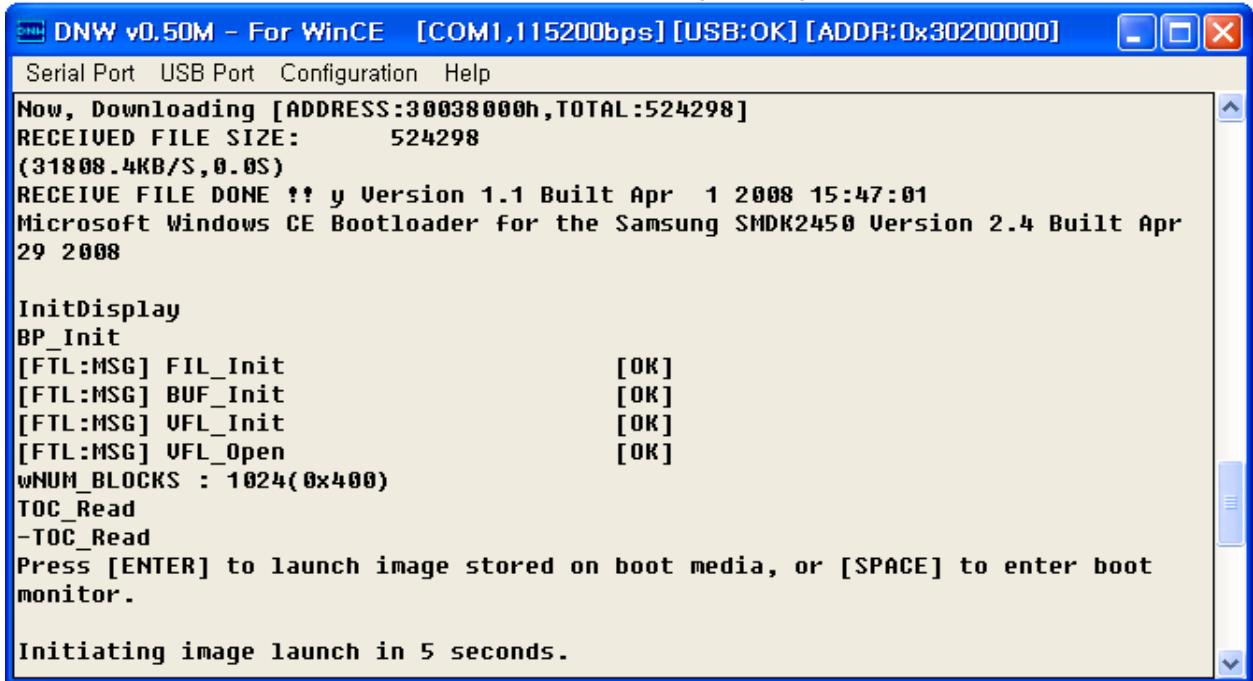 DNW v0.50M - For WinCE [COM1,115200bps][USB:OK][ADDR:0x30200000]
Serial Port USB Port Configuration Help
Now, Downloading [ADDRESS:30038000h,TOTAL:524298]
RECEIVED FILE SIZE: 524298
(31808.4KB/S,0.0S)
RECEIVE FILE DONE !! y Version 1.1 Built Apr 1 2008 15:47:01
Microsoft Windows CE Bootloader for the Samsung SMDK2450 Version 2.4 Built Apr
29 2008
InitDisplay
BP_Init
[FTL:MSG] FIL_Init [OK]
[FTL:MSG] BUF_Init [OK]
[FTL:MSG] VFL_Init [OK]
[FTL:MSG] VFL_Open [OK]
wNUM_BLOCKS : 1024(0x400)
TOC_Read
-TOC_Read
Press [ENTER] to launch image stored on boot media, or [SPACE] to enter boot
monitor.
Initiating image launch in 5 seconds.